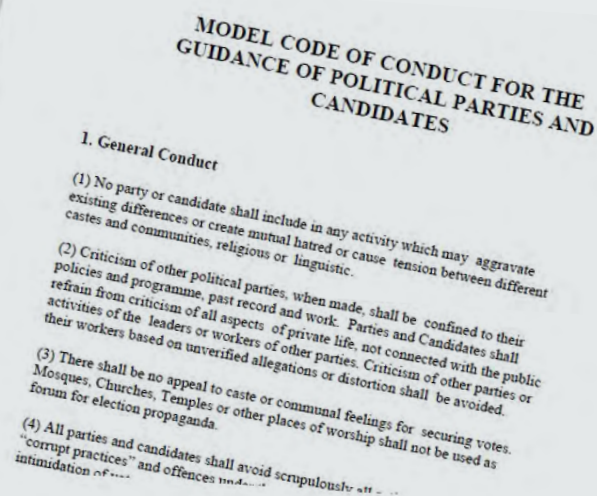 MODEL CODE OF CONDUCT FOR THE
GUIDANCE OF POLITICAL PARTIES AND
CANDIDATES
1. General Conduct
(1) No party or candidate shall include in any activity which may aggravate
existing differences or create mutual hatred or cause tension between different
castes and communities, religious or linguistic.
(2) Criticism of other political parties, when made, shall be confined to their
policies and programme, past record and work. Parties and Candidates shall
refrain from criticism of all aspects of private life, not connected with the public
activities of the leaders or workers of other parties. Criticism of other parties or
their workers based on unverified allegations or distortion shall be avoided.
(3) There shall be no appeal to caste or communal feelings for securing votes.
Mosques, Churches, Temples or other places of worship shall not be used as
forum for election propaganda.
(4) All parties and candidates shall avoid scrupulously all
“corrupt practices” and offences
intimidation of